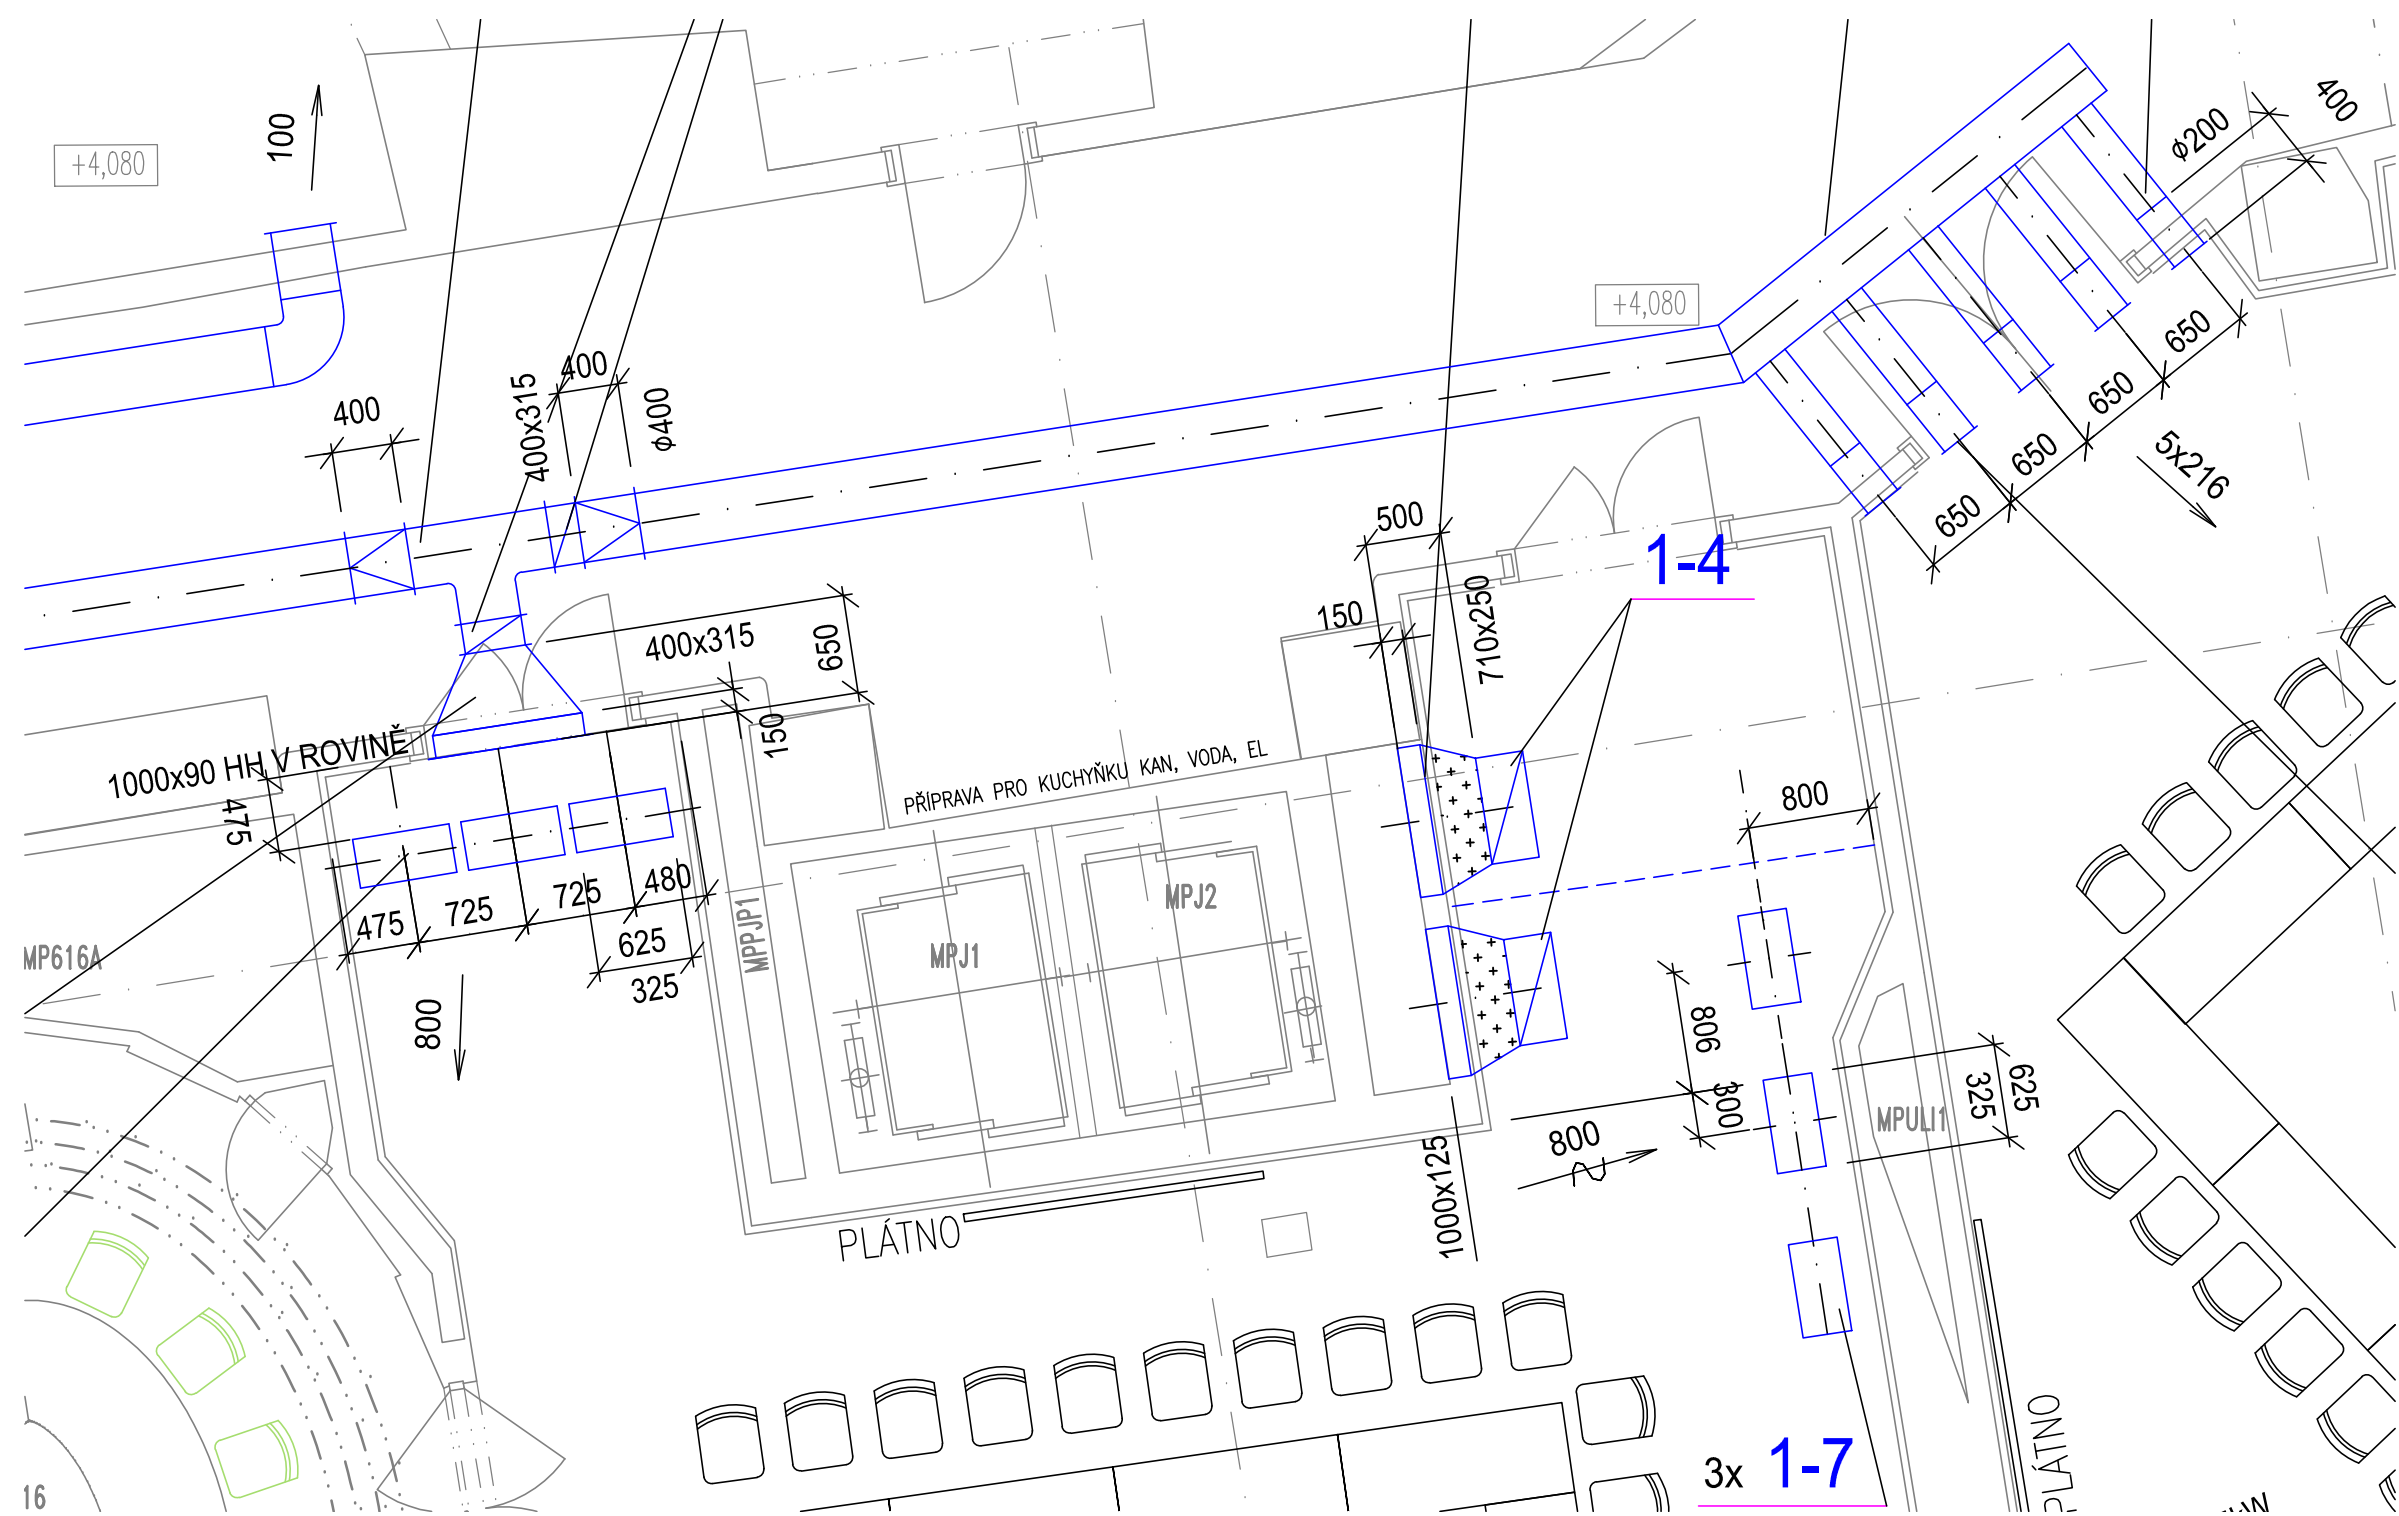 100
+4,080
400
400x315
400
ϕ400
ϕ200
400
+4,080
650
650
650
650
5x216
500
1-4
150
710x250
400x315
650
150
1000x90 HH V ROVINĚ
475
PŘÍPRAVA PRO KUCHYŇKU KAN, VODA, EL
800
475
725
725
480
625
325
MP616A
MPPJP1
MPJ1
MPJ2
800
806
300
625
325
MPULI1
1000x125
800
PLÁTNO
PLÁTNO
3x 1-7
16